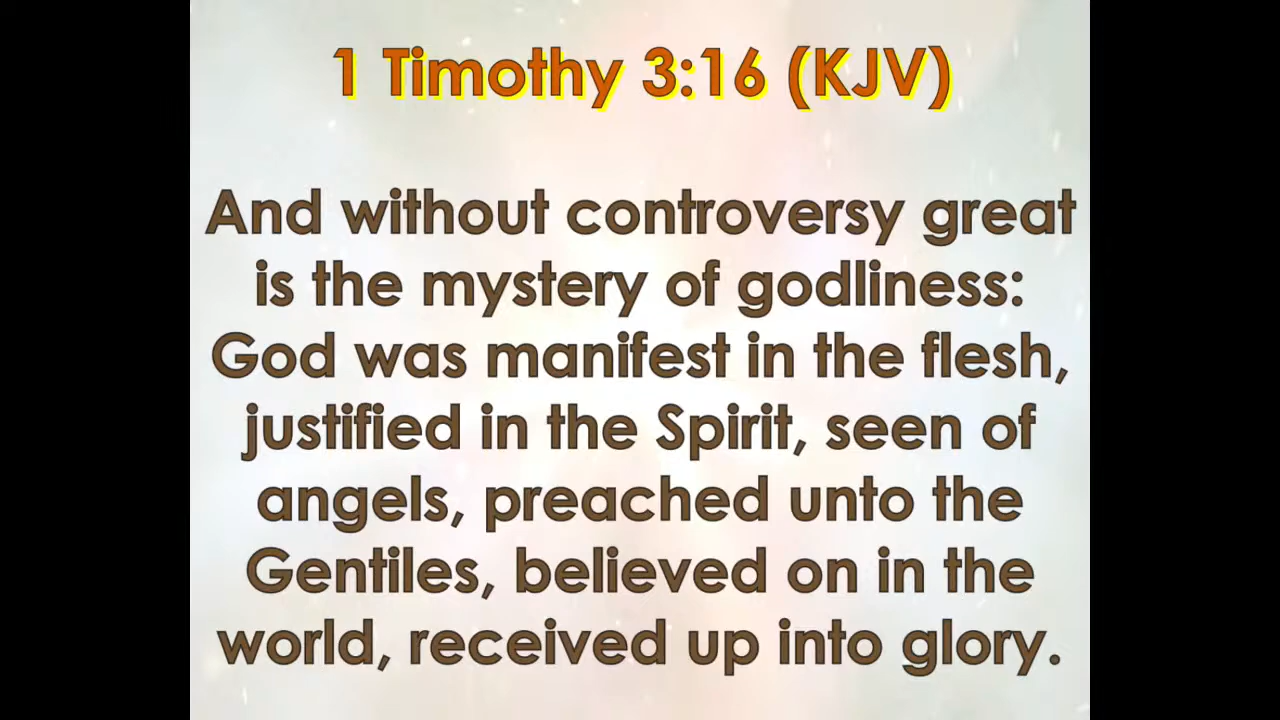 1 Timothy 3:16 (KJV)
And without controversy great
is the mystery of godliness:
God was manifest in the flesh,
justified in the Spirit, seen of
angels, preached unto the
Gentiles, believed on in the
world, received up into glory.